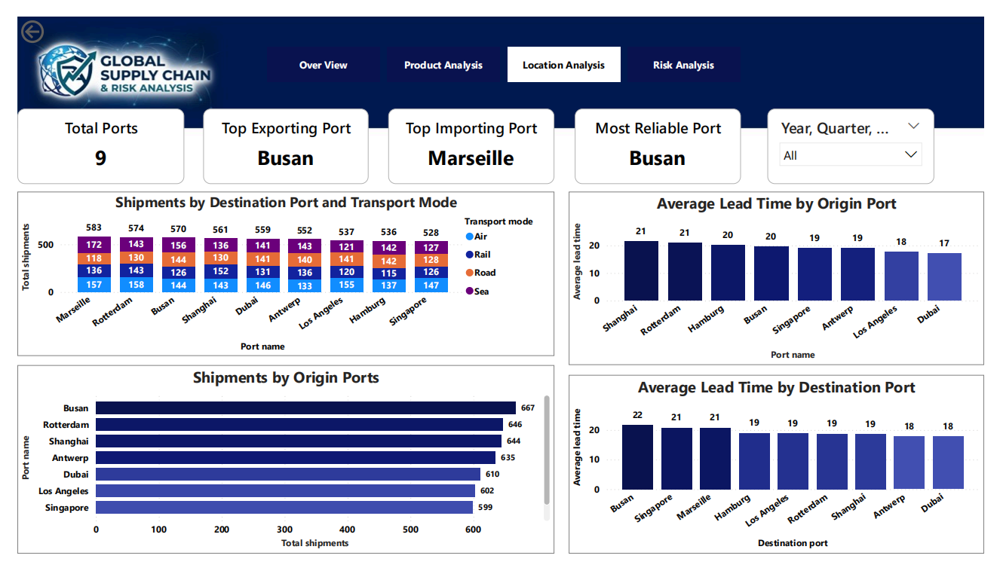 GLOBAL
SUPPLY CHAIN
& RISK ANALYSIS
Over View
Product Analysis
Location Analysis
Risk Analysis
Total Ports
9
Top Exporting Port
Busan
Top Importing Port
Marseille
Most Reliable Port
Busan
Year, Quarter, ...
All
Shipments by Destination Port and Transport Mode
Total shipments
500
0
583 574 570 561 559 552 537 536 528
172 143 156 136 141 143 121 142 127
118 130 144 130 141 140 141 142 128
136 143 126 152 131 136 120 115 126
157 158 144 143 146 133 155 137 147
Marseille Rotterdam Busan Shanghai Dubai Antwerp Los Angeles Hamburg Singapore
Port name
Transport mode
Air
Rail
Road
Sea
Average Lead Time by Origin Port
Average lead time
20
10
0
21 21 20 20 19 19 18 17
Shanghai Rotterdam Hamburg Busan Singapore Antwerp Los Angeles Dubai
Port name
Shipments by Origin Ports
Port name
Busan 667
Rotterdam 646
Shanghai 644
Antwerp 635
Dubai 610
Los Angeles 602
Singapore 599
0 100 200 300 400 500 600
Total shipments
Average Lead Time by Destination Port
Average lead time
20
10
0
22 21 21 19 19 19 19 18 18
Busan Singapore Marseille Hamburg Los Angeles Rotterdam Shanghai Antwerp Dubai
Destination port